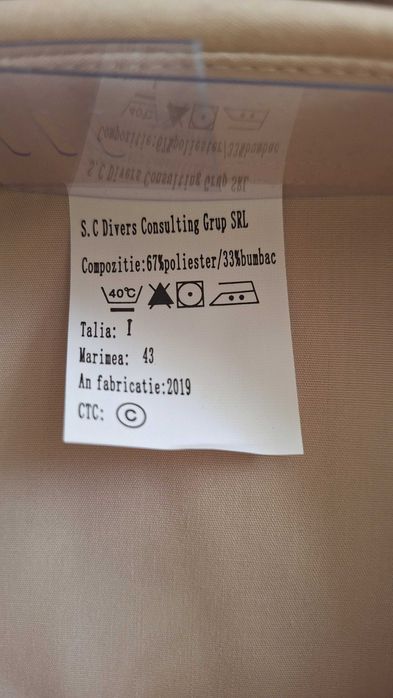 S.C Divers Consulting Grup SRL
Compozitie:67%poliester/33%bumbac
40°C
Talia: I
Marimea: 43
An fabricatie:2019
CTC: C